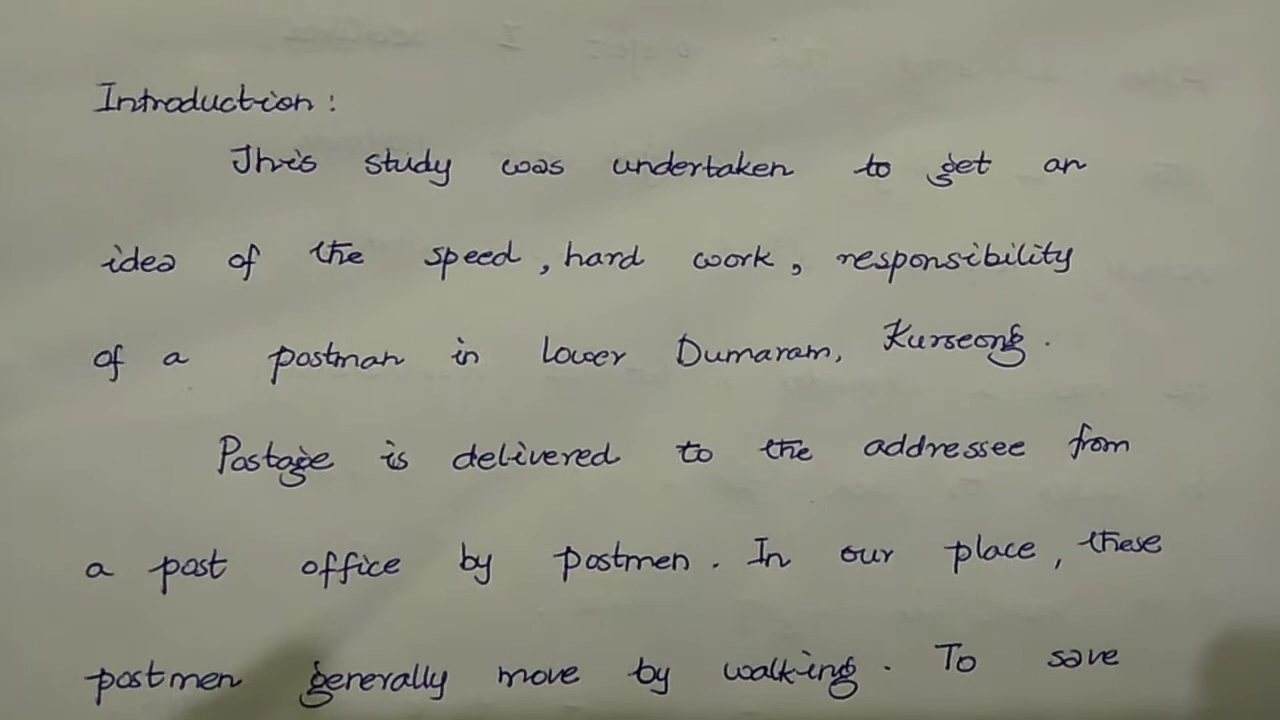 Introduction:
This study was undertaken to get an
idea of the speed, hard work, responsibility
of a postman in lower Dumaram, Kurseong.
Postage is delivered to the addressee from
a post office by postmen. In our place, these
postmen generally move by walking. To save